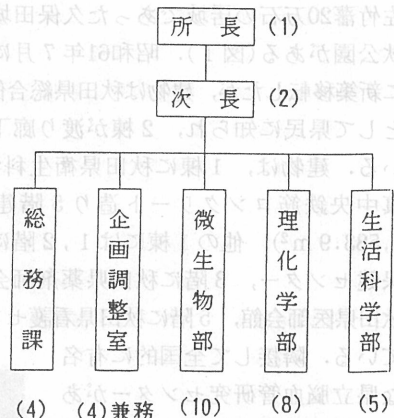 所長 (1)
次長 (2)
総務課
企画調整室
微生物部
理化学部
生活科学部
(4) (4)兼務 (10) (8) (5)